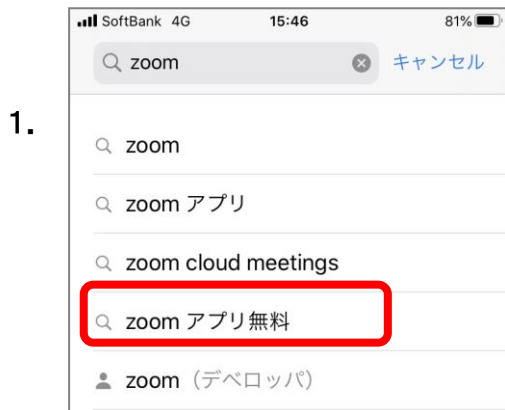 SoftBank 4G 15:46 81%
zoom キャンセル
1.
zoom
zoom アプリ
zoom cloud meetings
zoom アプリ無料
zoom（デベロッパ）